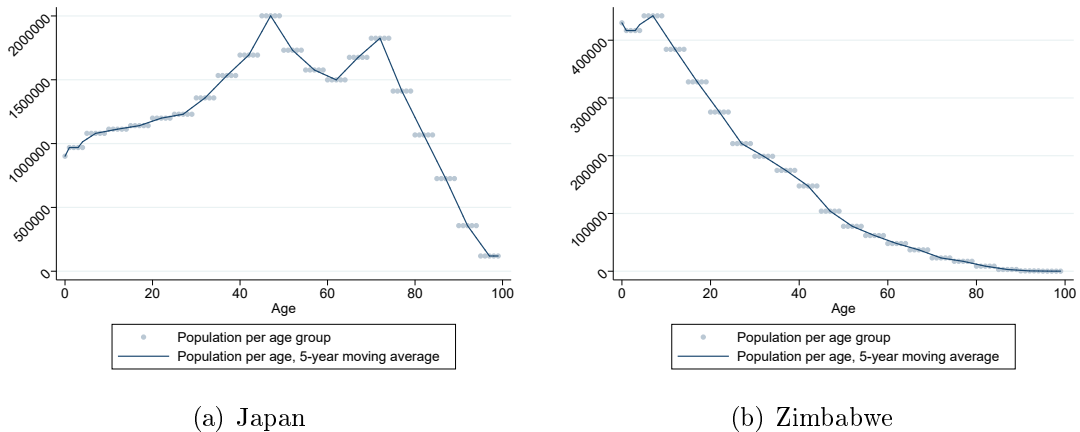 2000000
1500000
1000000
500000
0
0 20 40 60 80 100
Age
Population per age group
Population per age, 5-year moving average
(a) Japan
400000
300000
200000
100000
0
0 20 40 60 80 100
Age
Population per age group
Population per age, 5-year moving average
(b) Zimbabwe